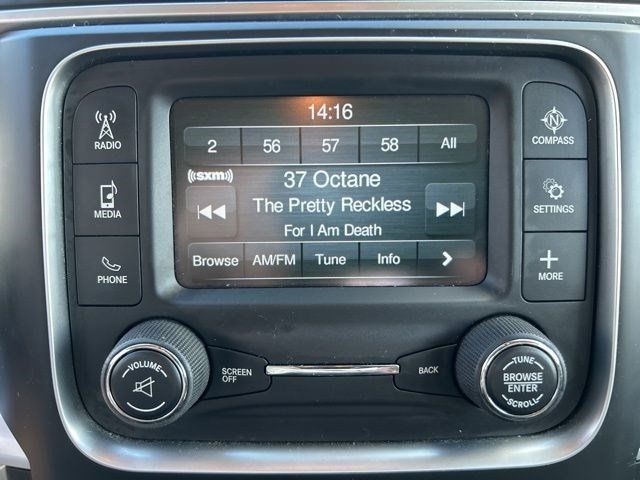 14:16
2 56 57 58 All
((sxm))
37 Octane
The Pretty Reckless
For I Am Death
Browse AM/FM Tune Info >
RADIO
MEDIA
PHONE
N
COMPASS
SETTINGS
MORE
VOLUME
SCREEN OFF
BACK
TUNE
BROWSE
ENTER
SCROLL